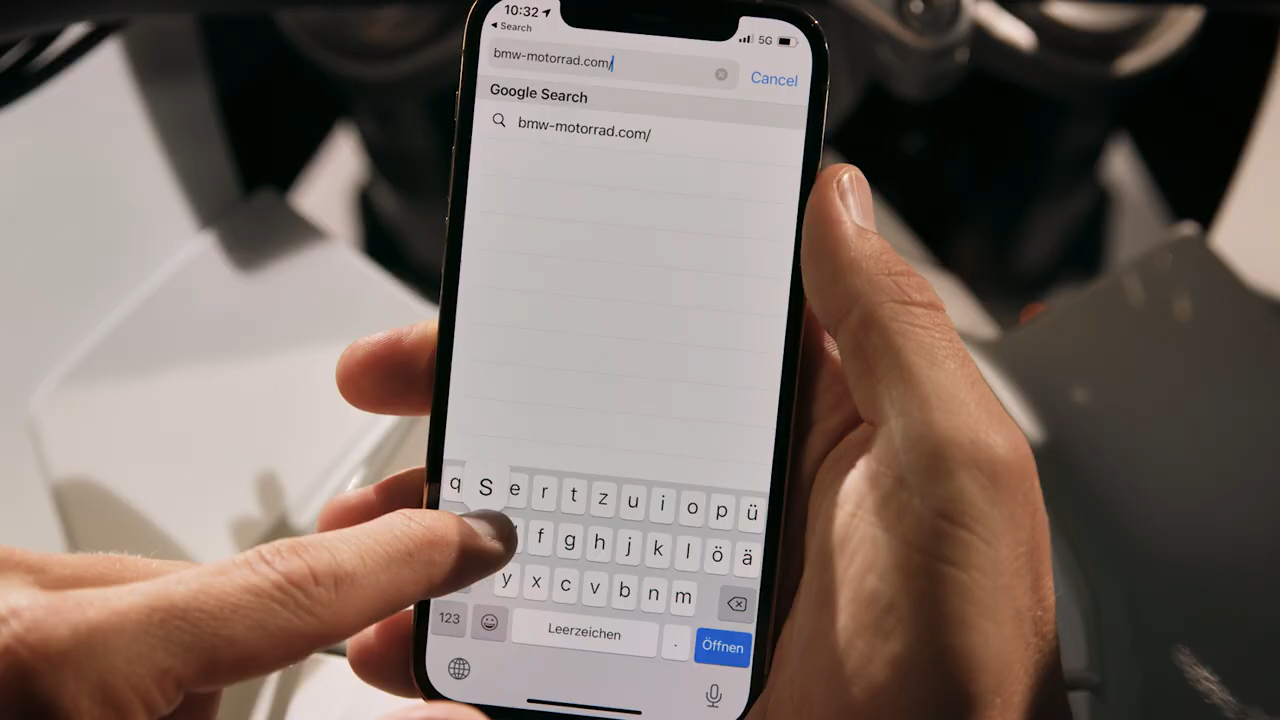 10:32
Search
5G
bmw-motorrad.com/
Cancel
Google Search
bmw-motorrad.com/
q S e r t z u i o p ü
f g h j k l ö ä
y x c v b n m
123
Leerzeichen
.
Öffnen